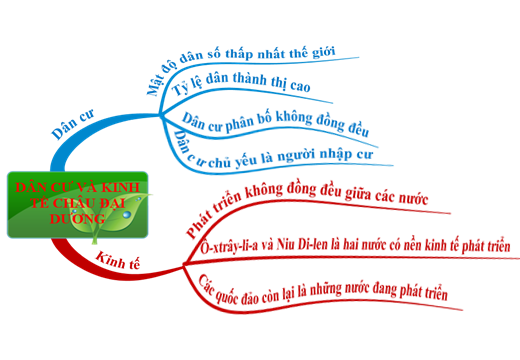 DÂN CƯ VÀ KINH
TẾ CHÂU ĐẠI
DƯƠNG
Dân cư
Mật độ dân số thấp nhất thế giới
Tỷ lệ dân thành thị cao
Dân cư phân bố không đồng đều
Dân cư chủ yếu là người nhập cư
Kinh tế
Phát triển không đồng đều giữa các nước
Ô-xtrây-li-a và Niu Di-len là hai nước có nền kinh tế phát triển
Các quốc đảo còn lại là những nước đang phát triển